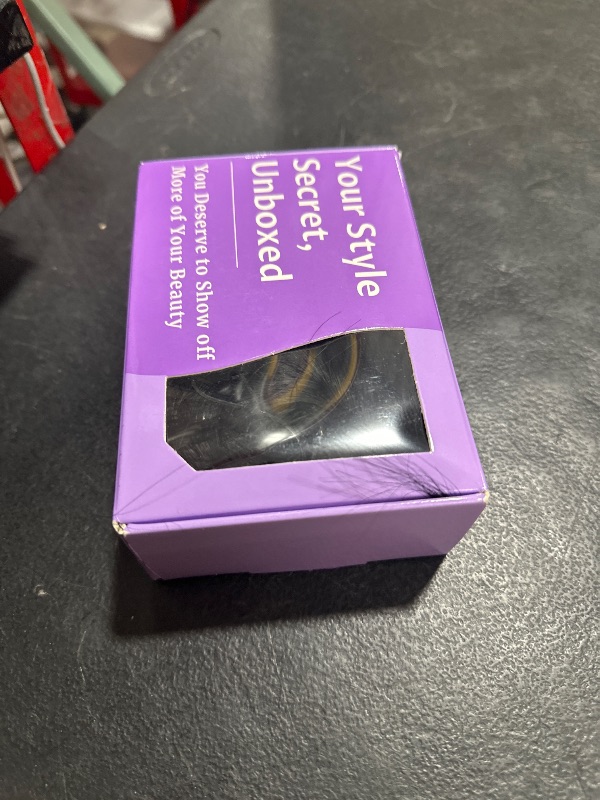 Your Style
Secret,
Unboxed
You Deserve to Show off
More of Your Beauty